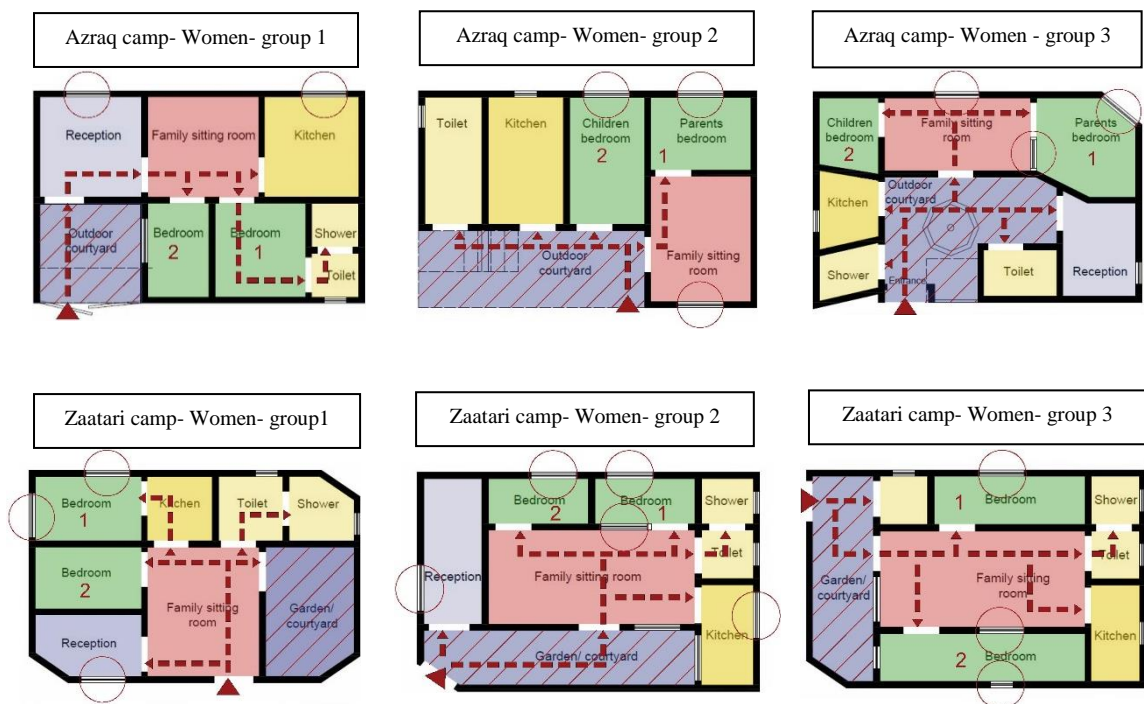 Azraq camp- Women- group 1
Azraq camp- Women- group 2
Azraq camp- Women - group 3
Reception
Family sitting room
Kitchen
Outdoor
courtyard
Bedroom
2
Bedroom
1
Shower
Toilet
Toilet
Kitchen
Children
bedroom
2
Parents
bedroom
1
Outdoor
courtyard
Family sitting
room
Children
bedroom
2
Family sitting
room
Parents
bedroom
1
Kitchen
Outdoor
courtyard
Shower
Entrance
Toilet
Reception
Zaatari camp- Women- group1
Zaatari camp- Women- group 2
Zaatari camp- Women- group 3
Bedroom
1
Kitchen
Toilet
Shower
Bedroom
2
Reception
Family sitting
room
Garden/
courtyard
Reception
Bedroom
2
Bedroom
1
Shower
Toilet
Family sitting room
Kitchen
Garden/ courtyard
1
Bedroom
Shower
Toilet
Garden/
courtyard
Family sitting
room
Kitchen
2
Bedroom